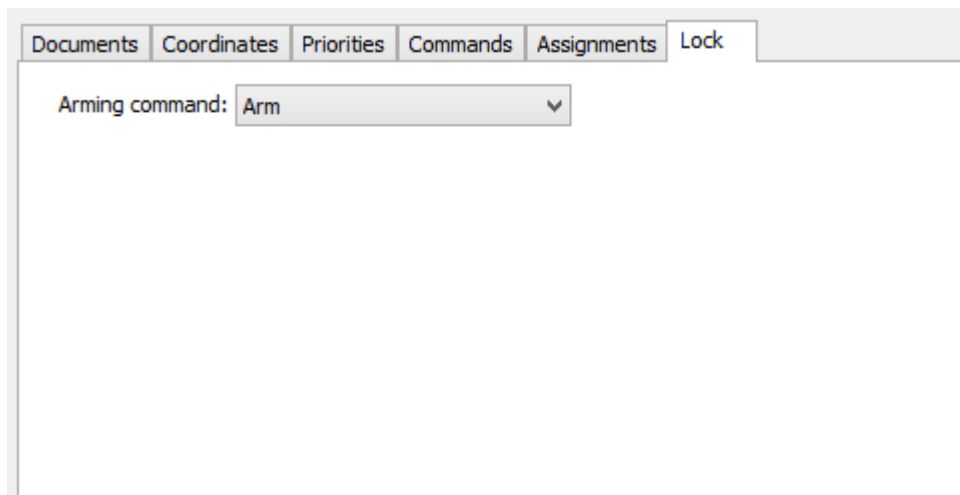 Documents Coordinates Priorities Commands Assignments Lock
Arming command: Arm